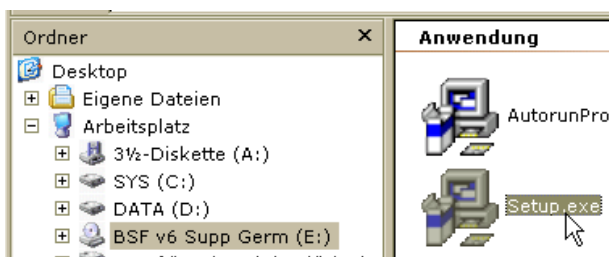 Ordner
Desktop
Eigene Dateien
Arbeitsplatz
3½-Diskette (A:)
SYS (C:)
DATA (D:)
BSF v6 Supp Germ (E:)
Anwendung
AutorunPro
Setup.exe